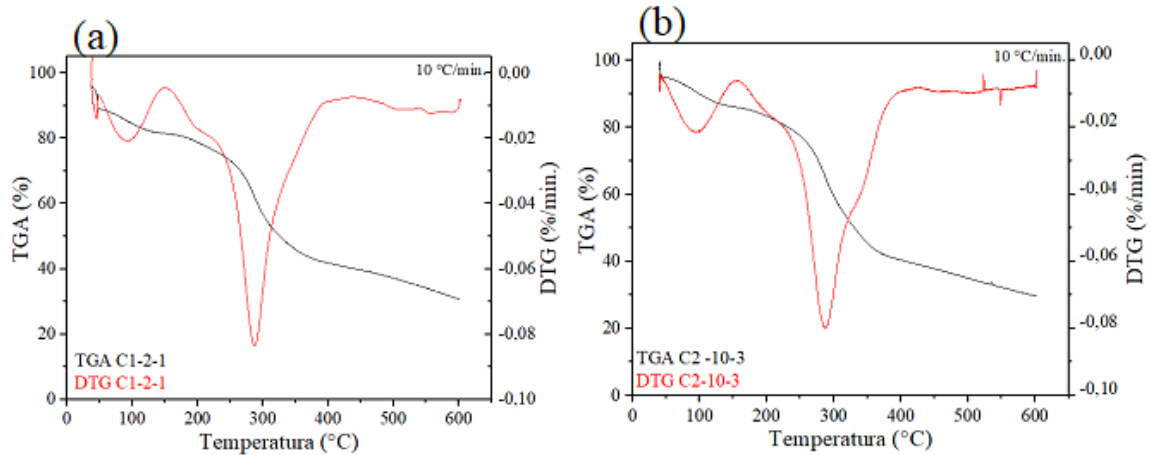 (a)
10 °C/min.
100
80
60
40
20
0
TGA (%)
0,00
-0,02
-0,04
-0,06
-0,08
-0,10
DTG (%/min.)
TGA C1-2-1
DTG C1-2-1
0 100 200 300 400 500 600
Temperatura (°C)
(b)
10 °C/min.
100
80
60
40
20
0
TGA (%)
0,00
-0,02
-0,04
-0,06
-0,08
-0,10
DTG (%/min)
TGA C2 -10-3
DTG C2-10-3
0 100 200 300 400 500 600
Temperatura (°C)